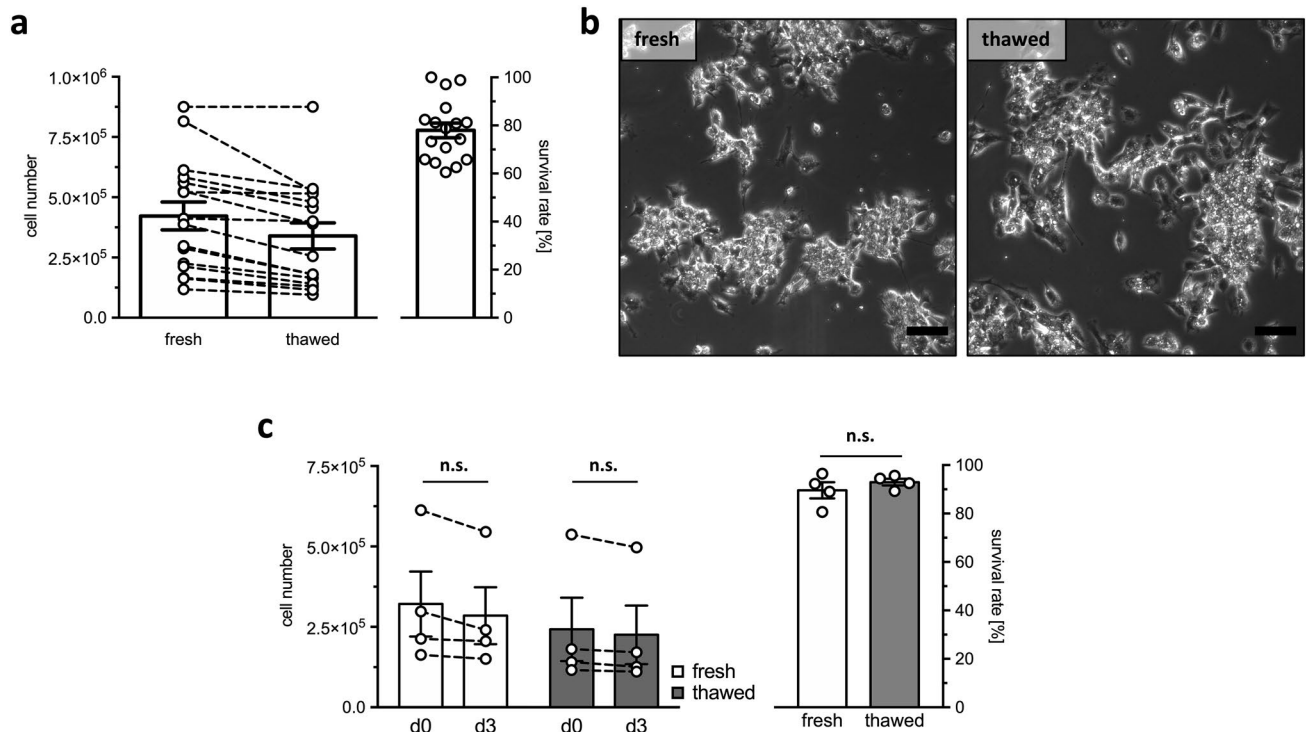 a
1.0×10⁶
7.5×10⁵
5.0×10⁵
2.5×10⁵
0.0
cell number
fresh
thawed
100
80
60
40
20
0
survival rate [%]
b
fresh
thawed
c
7.5×10⁵
5.0×10⁵
2.5×10⁵
0.0
cell number
n.s.
n.s.
d0
d3
d0
d3
fresh
thawed
n.s.
100
80
60
40
20
0
survival rate [%]
fresh
thawed